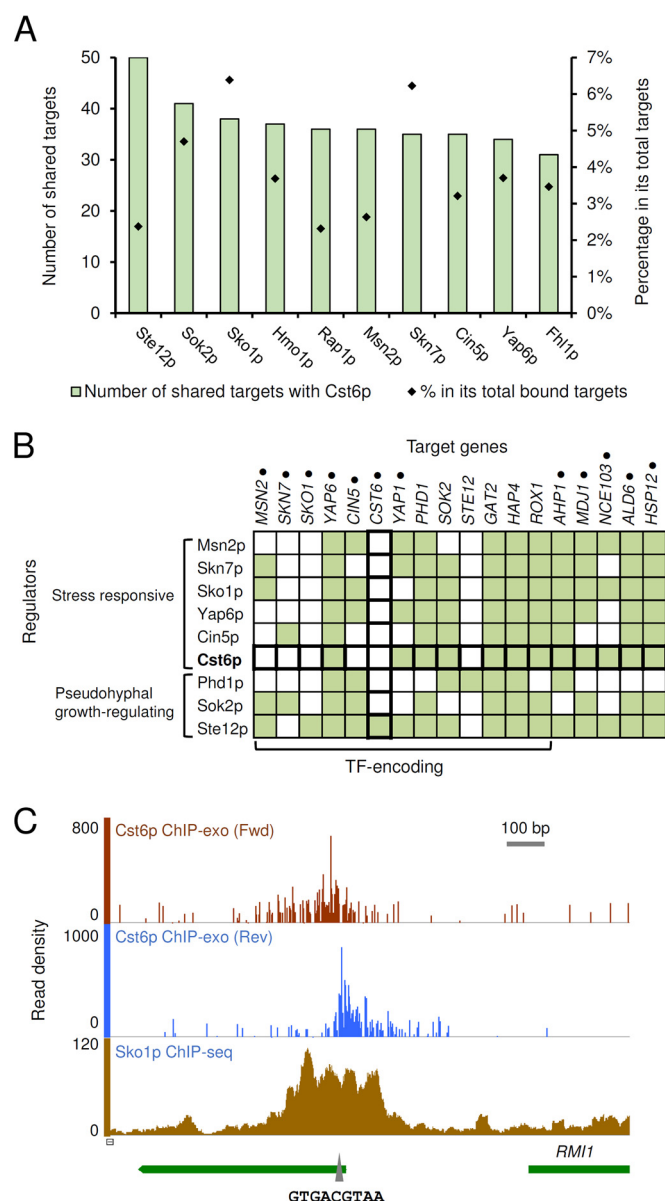 A
Number of shared targets
50
40
30
20
10
0
7%
6%
5%
4%
3%
2%
1%
0%
Percentage in its total targets
Ste12p
Sok2p
Sko1p
Hmo1p
Rap1p
Msn2p
Skn7p
Cin5p
Yap6p
Fhl1p
Number of shared targets with Cst6p
% in its total bound targets
B
Target genes
MSN2
SKN7
SKO1
YAP6
CIN5
CST6
YAP1
PHD1
SOK2
STE12
GAT2
HAP4
ROX1
AHP1
MDJ1
NCE103
ALD6
HSP12
Regulators
Stress responsive
Msn2p
Skn7p
Sko1p
Yap6p
Cin5p
Cst6p
Pseudohyphal
growth-regulating
Phd1p
Sok2p
Ste12p
TF-encoding
C
Read density
800
Cst6p ChIP-exo (Fwd)
100 bp
0
1000
Cst6p ChIP-exo (Rev)
0
120
Sko1p ChIP-seq
0
RMI1
GTGACGTAA